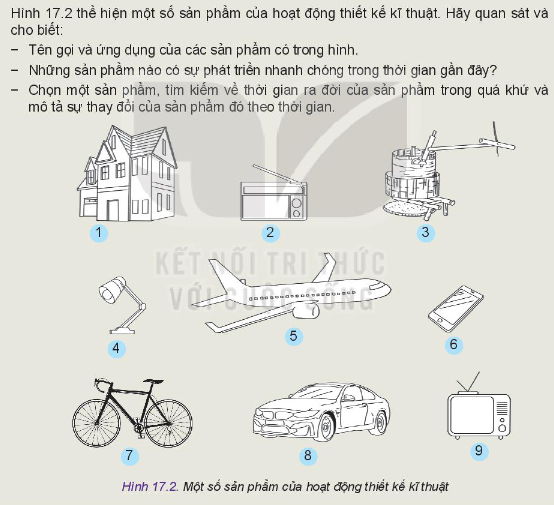 Hình 17.2 thể hiện một số sản phẩm của hoạt động thiết kế kĩ thuật. Hãy quan sát và
cho biết:
– Tên gọi và ứng dụng của các sản phẩm có trong hình.
– Những sản phẩm nào có sự phát triển nhanh chóng trong thời gian gần đây?
– Chọn một sản phẩm, tìm kiếm về thời gian ra đời của sản phẩm trong quá khứ và
mô tả sự thay đổi của sản phẩm đó theo thời gian.
1
2
3
KẾT NỐI TRI THỨC
VỚI CUỘC SỐNG
4
5
6
7
8
9
Hình 17.2. Một số sản phẩm của hoạt động thiết kế kĩ thuật